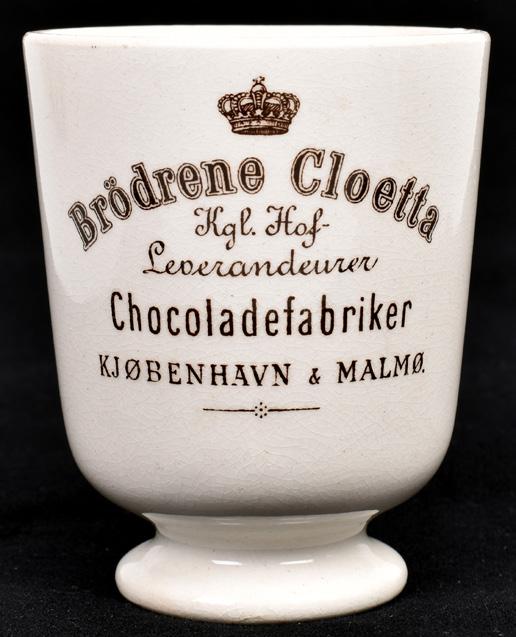 Brödrene Cloetta
Kgl. Hof-
Leverandeurer
Chocoladefabriker
KJØBENHAVN & MALMØ.